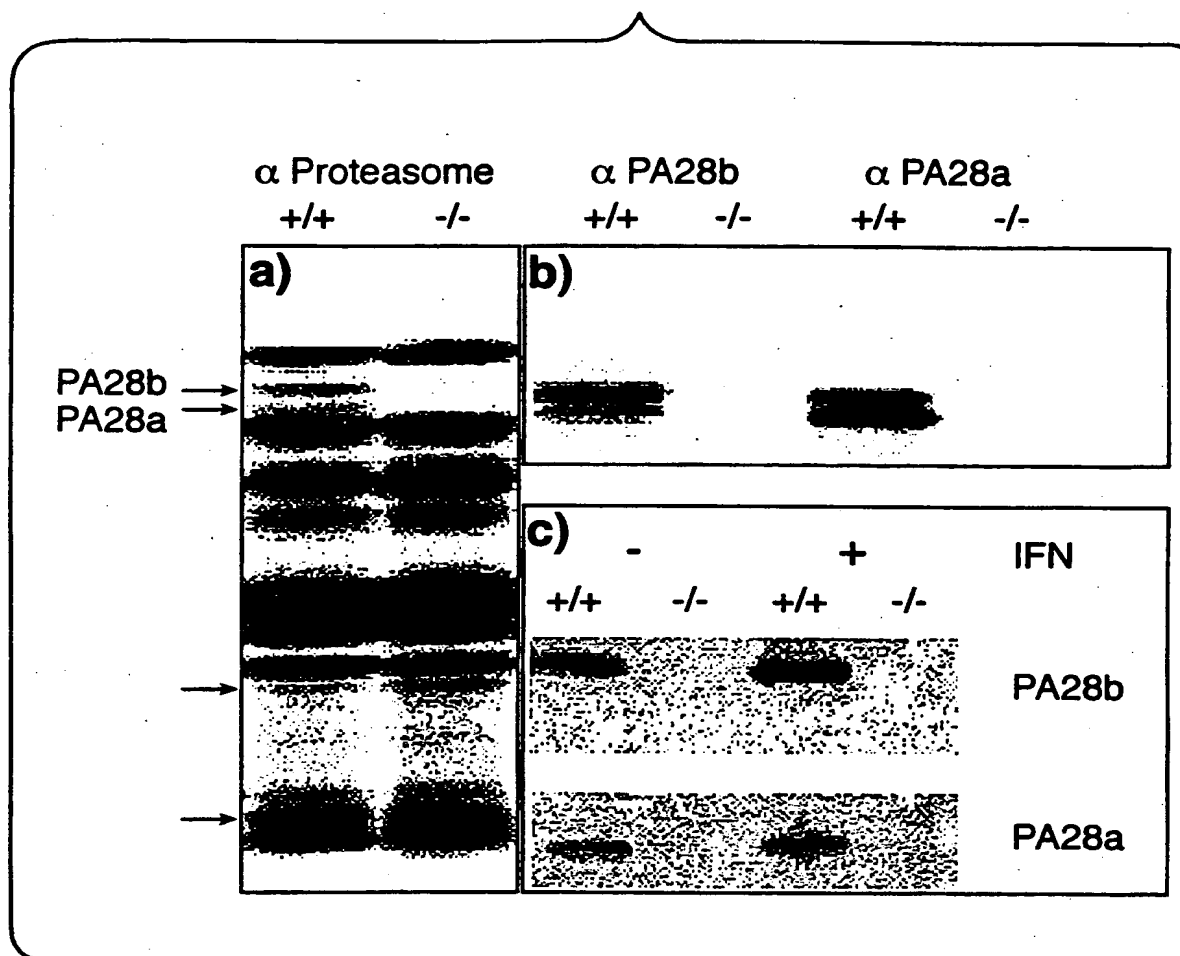 α Proteasome α PA28b α PA28a
+/+ -/- +/+ -/- +/+ -/-
a) b)
PA28b
PA28a
c) - + IFN
+/+ -/- +/+ -/-
PA28b
PA28a